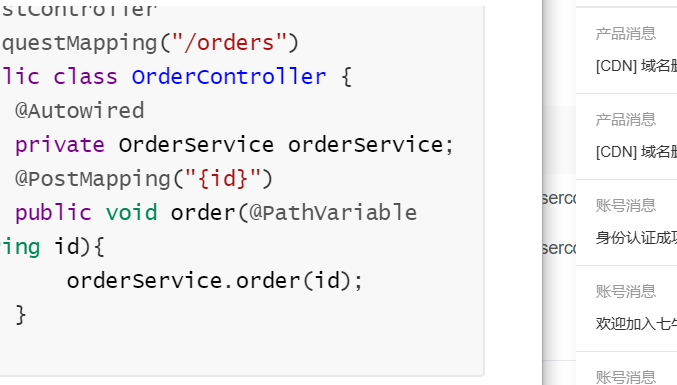 stController
questMapping("/orders")
lic class OrderController {
@Autowired
private OrderService orderService;
@PostMapping("{id}")
public void order(@PathVariable
ing id){
orderService.order(id);
}
serco
serco
产品消息
[CDN] 域名
产品消息
[CDN] 域名
账号消息
身份认证成功
账号消息
欢迎加入七牛
账号消息